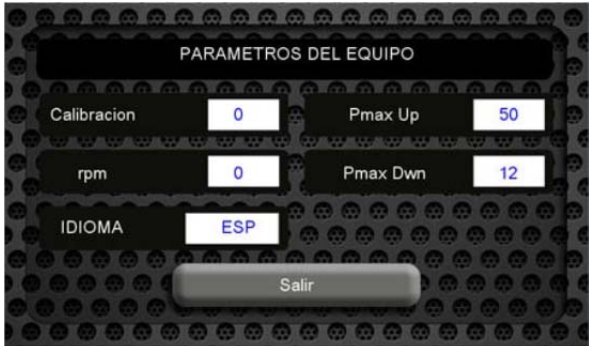 PARAMETROS DEL EQUIPO
Calibracion 0 Pmax Up 50
rpm 0 Pmax Dwn 12
IDIOMA ESP
Salir